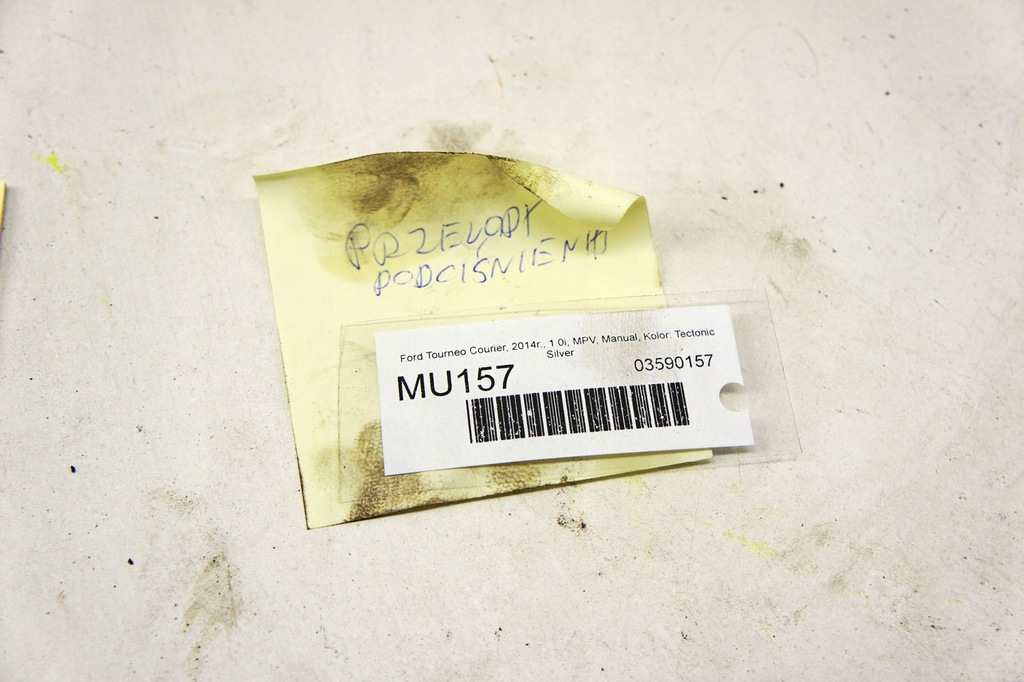 PRZEWODY
PODCIŚNIENIA
Ford Tourneo Courier, 2014r., 1.0i, MPV, Manual, Kolor: Tectonic
Silver
MU157
03590157